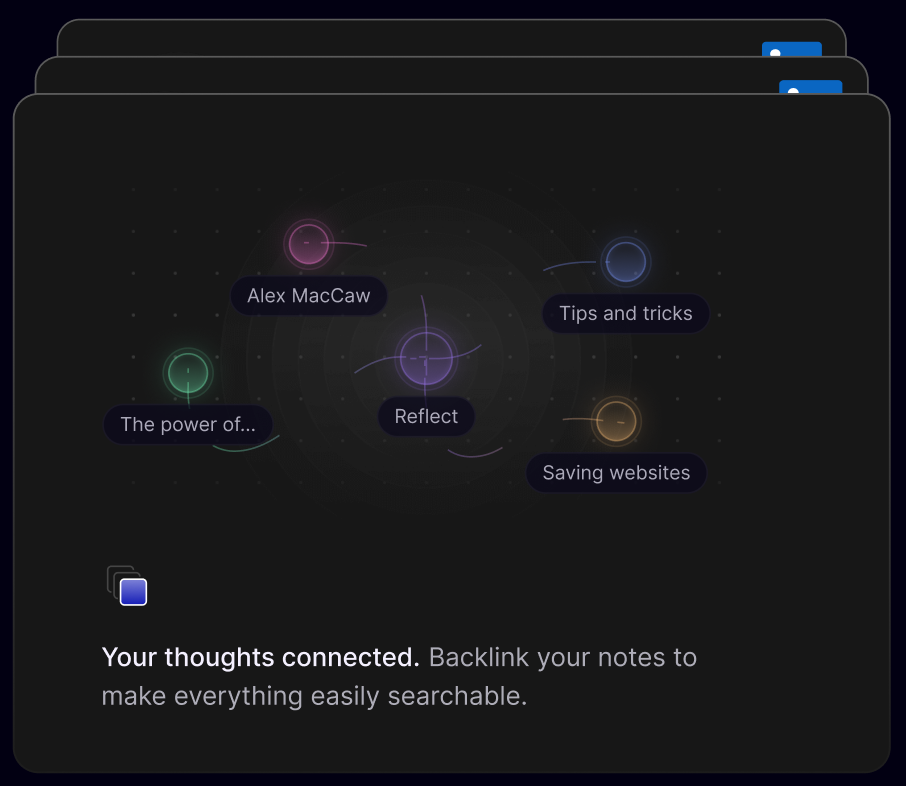 Alex MacCaw
Tips and tricks
The power of...
Reflect
Saving websites
Your thoughts connected. Backlink your notes to
make everything easily searchable.